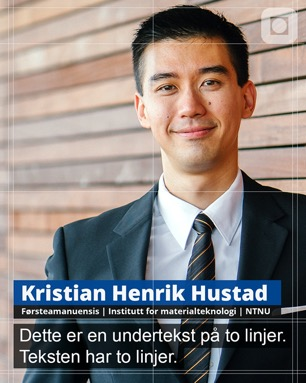 Kristian Henrik Hustad
Førsteamanuensis | Institutt for materialteknologi | NTNU
Dette er en undertekst på to linjer.
Teksten har to linjer.